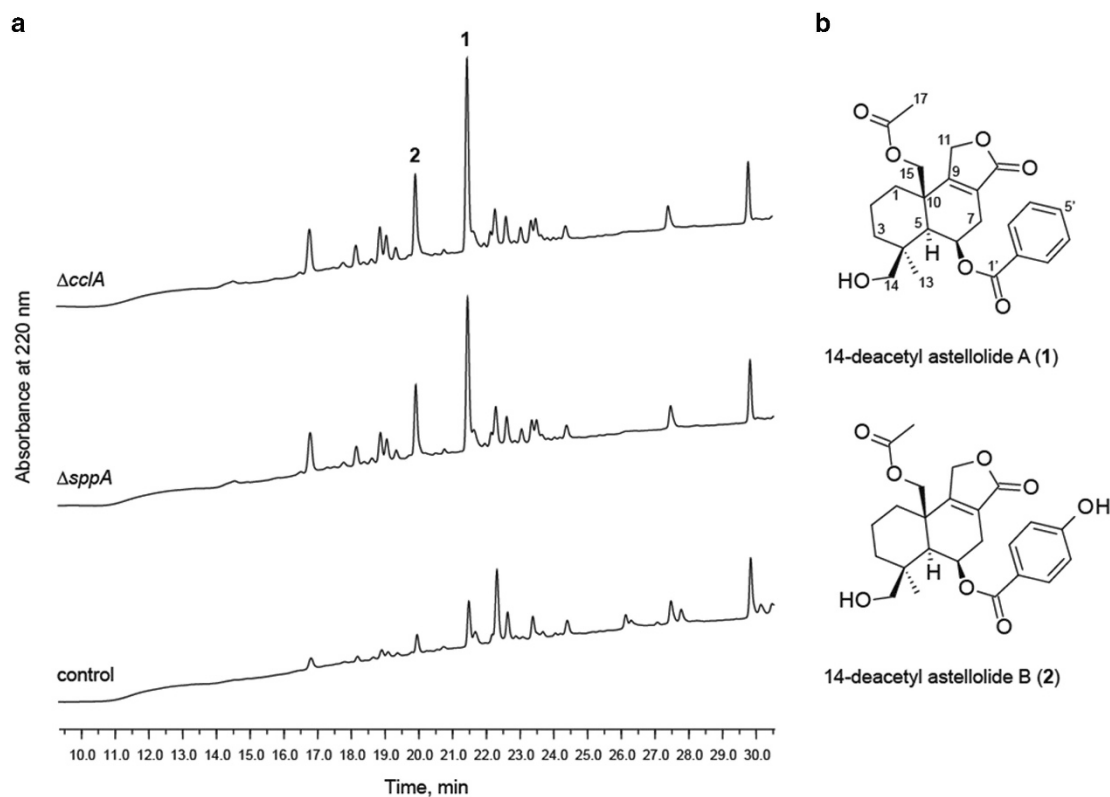 a
b
1
2
ΔcclA
ΔsppA
control
Absorbance at 220 nm
10.0 11.0 12.0 13.0 14.0 15.0 16.0 17.0 18.0 19.0 20.0 21.0 22.0 23.0 24.0 25.0 26.0 27.0 28.0 29.0 30.0
Time, min
17
O
11
O
O
O
15
9
1
10
5'
3
5
7
H
HO
14
13
O
1'
O
14-deacetyl astellolide A (1)
O
O
O
O
OH
H
HO
O
O
14-deacetyl astellolide B (2)